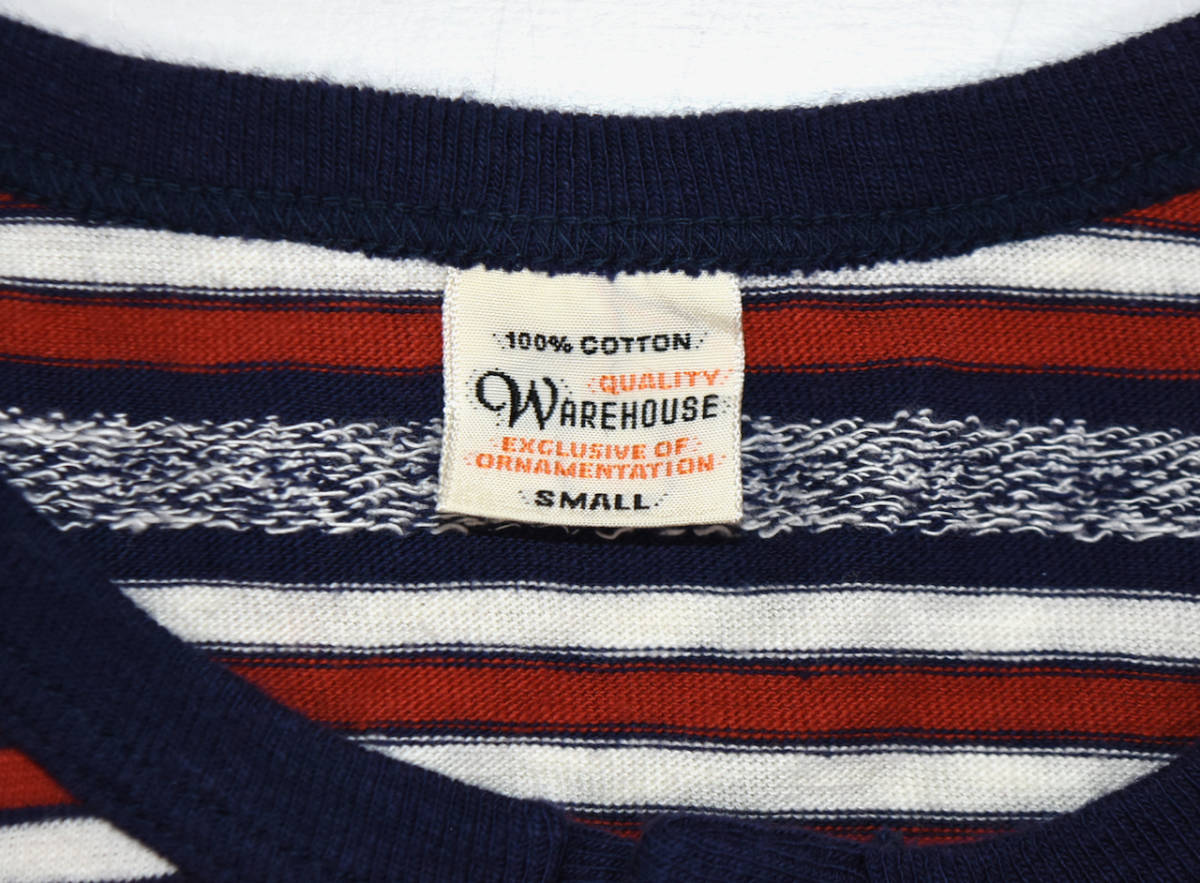 100% COTTON
QUALITY
WAREHOUSE
EXCLUSIVE OF
ORNAMENTATION
SMALL